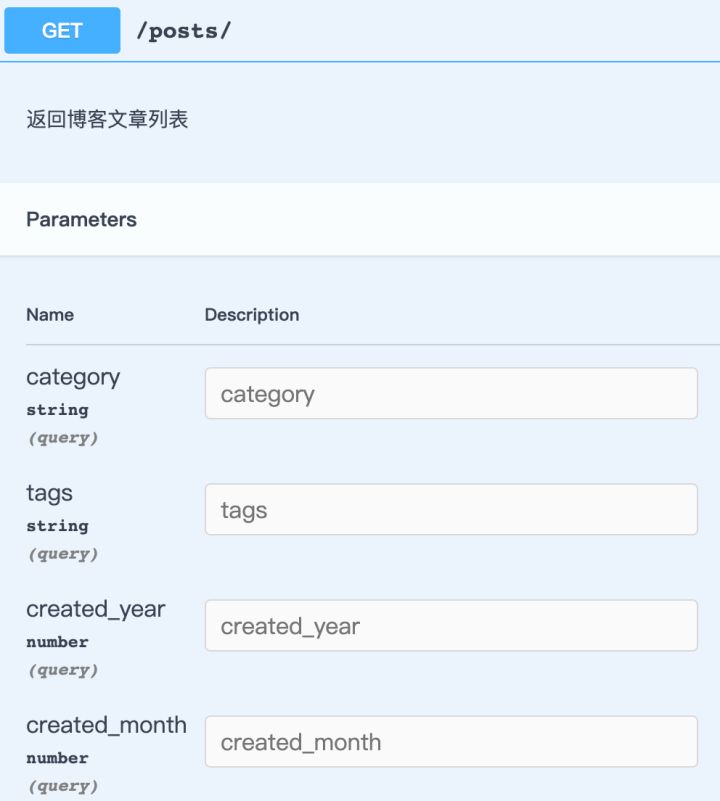 GET /posts/
返回博客文章列表
Parameters
Name Description
category category
string
(query)
tags tags
string
(query)
created_year created_year
number
(query)
created_month created_month
number
(query)